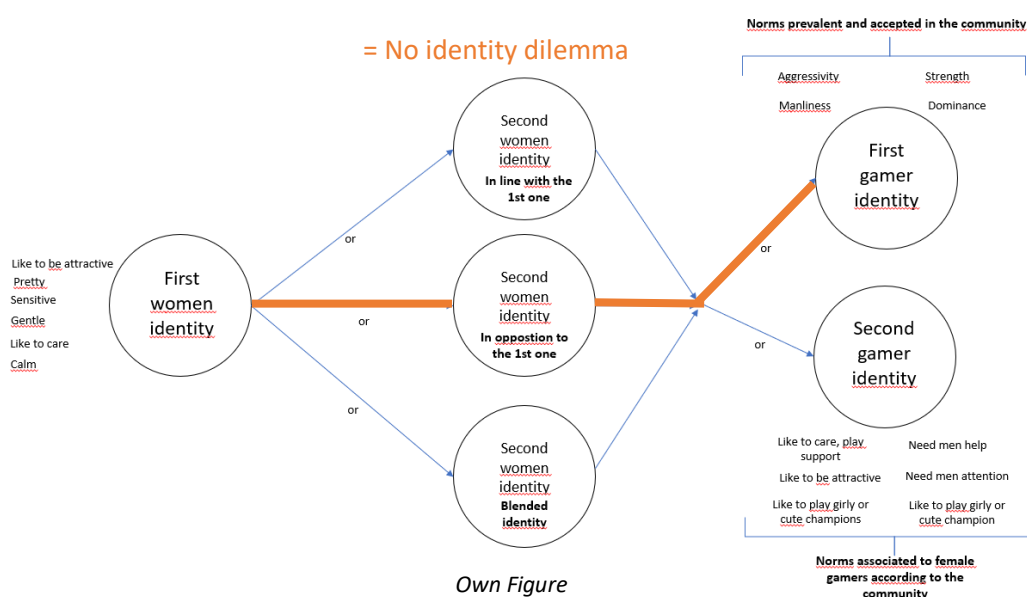 Norms prevalent and accepted in the community
= No identity dilemma
Aggressivity
Strength
Manliness
Dominance
Second
women
identity
In line with the
1st one
First
gamer
identity
or
or
Like to be attractive
Pretty
Sensitive
Gentle
Like to care
Calm
First
women
identity
Second
women
identity
In oppostion to
the 1st one
or
or
Second
gamer
identity
or
Second
women
identity
Blended
identity
Like to care, play
support
Need men help
Like to be attractive
Need men attention
Like to play girly or
cute champions
Like to play girly or
cute champion
Norms associated to female
gamers according to the
community
Own Figure